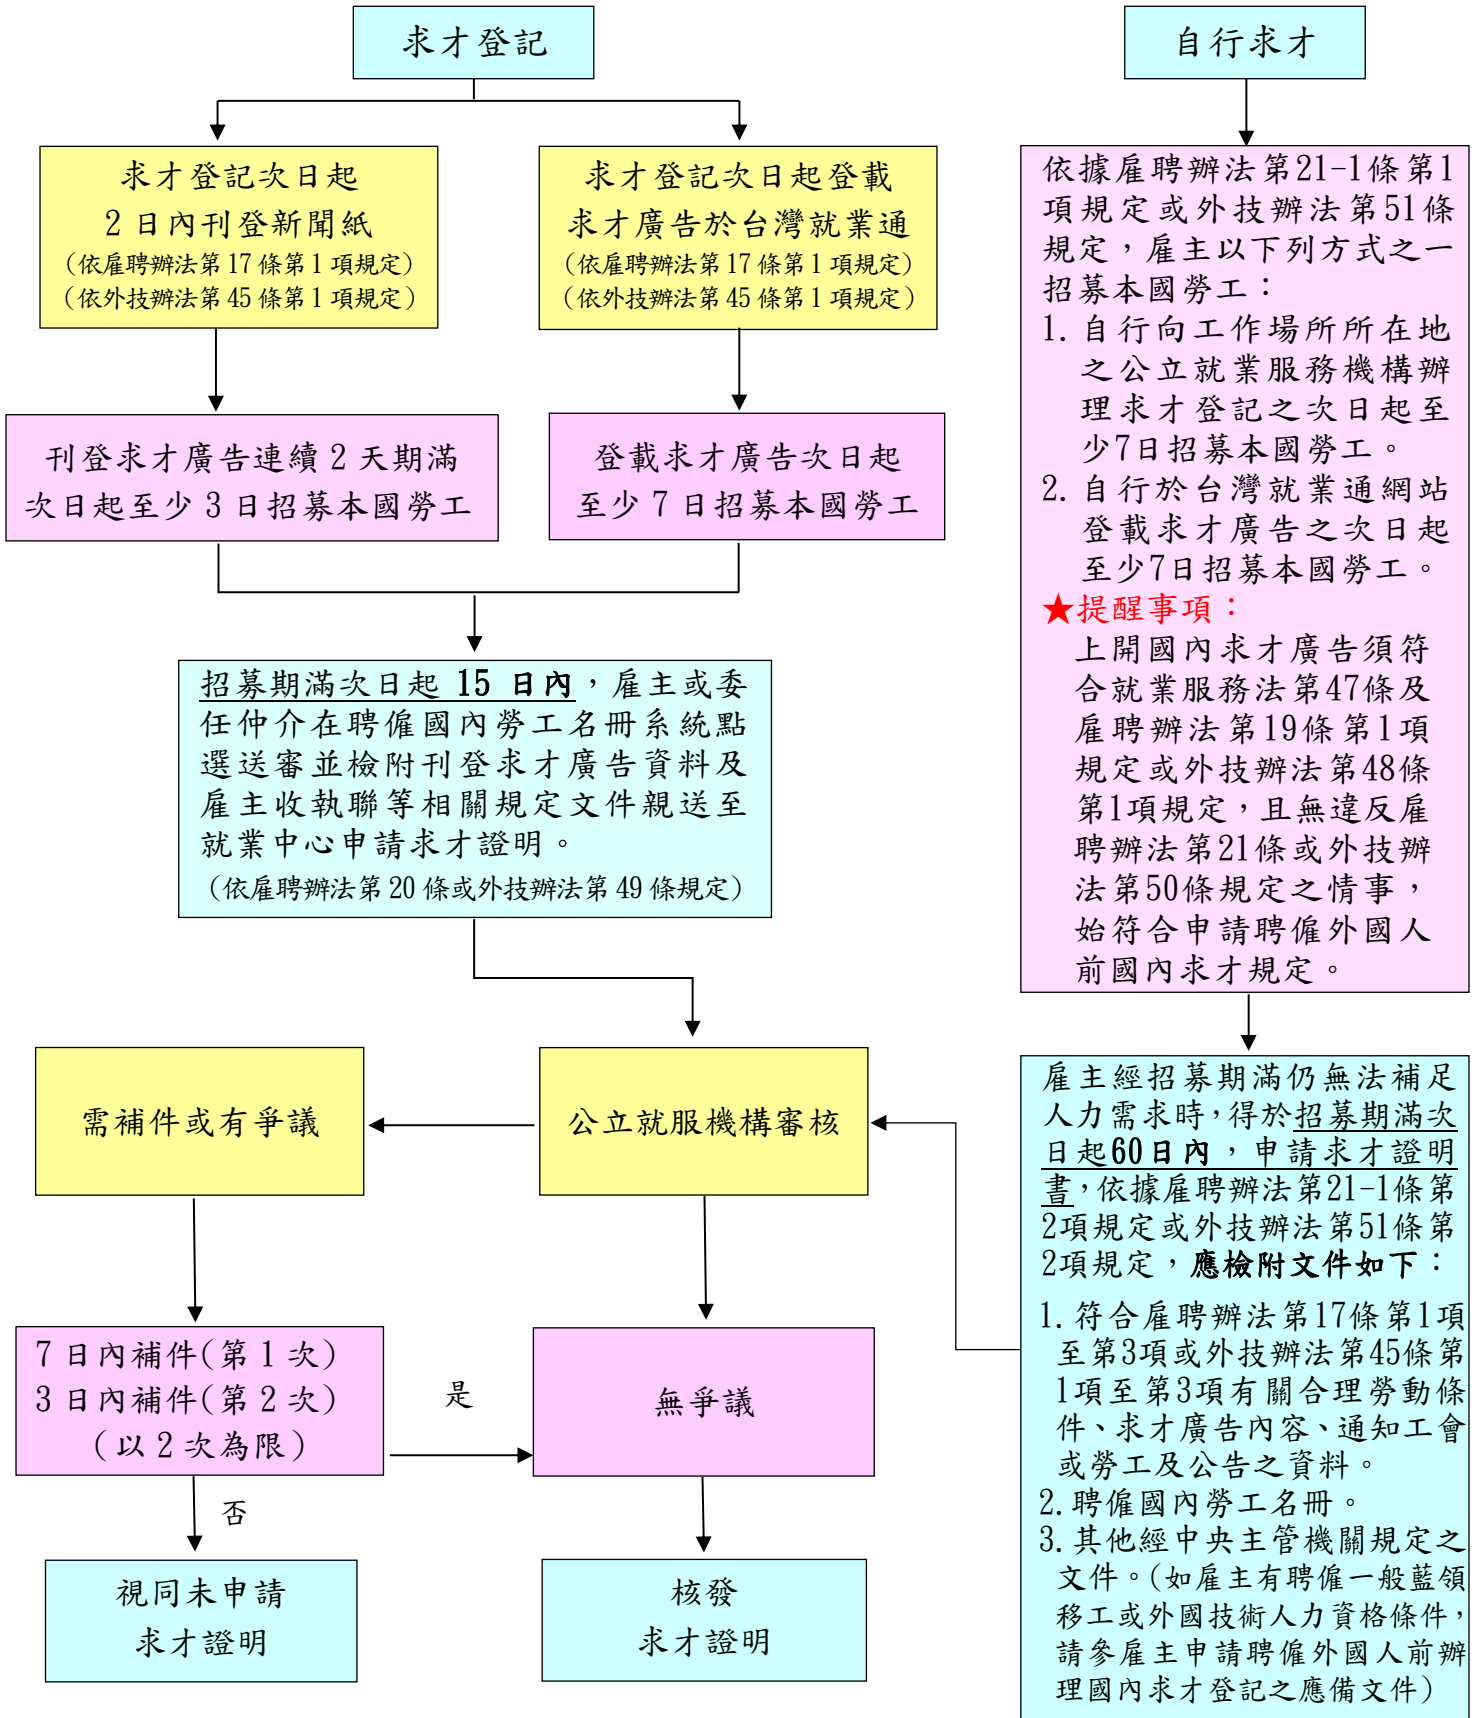 求才登記
求才登記次日起
2日內刊登新聞紙
(依雇聘辦法第17條第1項規定)
(依外技辦法第45條第1項規定)
求才登記次日起登載
求才廣告於台灣就業通
(依雇聘辦法第17條第1項規定)
(依外技辦法第45條第1項規定)
刊登求才廣告連續2天期滿
次日起至少3日招募本國勞工
登載求才廣告次日起
至少7日招募本國勞工
招募期滿次日起 15 日內，雇主或委
任仲介在聘僱國內勞工名冊系統點
選送審並檢附刊登求才廣告資料及
雇主收執聯等相關規定文件親送至
就業中心申請求才證明。
(依雇聘辦法第20條或外技辦法第49條規定)
需補件或有爭議
公立就服機構審核
7日內補件(第1次)
3日內補件(第2次)
(以2次為限)
是
無爭議
否
視同未申請
求才證明
核發
求才證明
自行求才
依據雇聘辦法第21-1條第1
項規定或外技辦法第51條
規定，雇主以下列方式之一
招募本國勞工：
1. 自行向工作場所所在地
之公立就業服務機構辦
理求才登記之次日起至
少7日招募本國勞工。
2. 自行於台灣就業通網站
登載求才廣告之次日起
至少7日招募本國勞工。
★提醒事項：
上開國內求才廣告須符
合就業服務法第47條及
雇聘辦法第19條第1項
規定或外技辦法第48條
第1項規定，且無違反雇
聘辦法第21條或外技辦
法第50條規定之情事，
始符合申請聘僱外國人
前國內求才規定。
雇主經招募期滿仍無法補足
人力需求時，得於招募期滿次
日起60日內，申請求才證明
書，依據雇聘辦法第21-1條第
2項規定或外技辦法第51條第
2項規定，應檢附文件如下：
1. 符合雇聘辦法第17條第1項
至第3項或外技辦法第45條第
1項至第3項有關合理勞動條
件、求才廣告內容、通知工會
或勞工及公告之資料。
2. 聘僱國內勞工名冊。
3. 其他經中央主管機關規定之
文件。(如雇主有聘僱一般藍領
移工或外國技術人力資格條件，
請參雇主申請聘僱外國人前辦
理國內求才登記之應備文件)